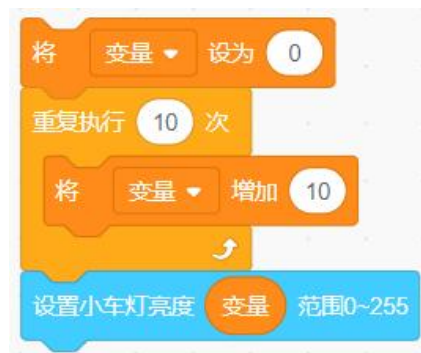 将 变量 设为 0
重复执行 10 次
将 变量 增加 10
设置小车灯亮度 变量 范围0~255